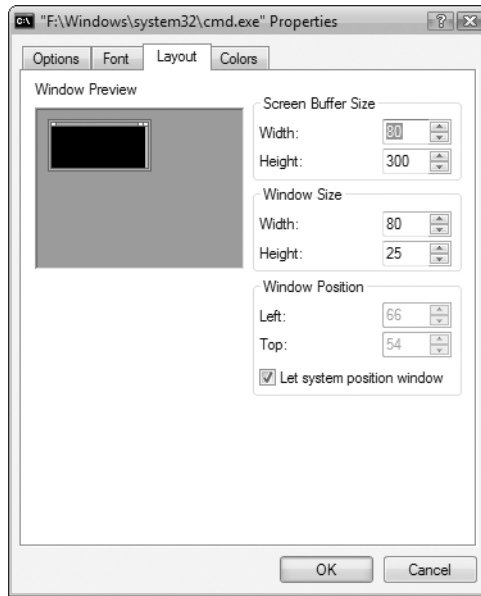 "F:\Windows\system32\cmd.exe" Properties
Options Font Layout Colors
Window Preview
Screen Buffer Size
Width: 80
Height: 300
Window Size
Width: 80
Height: 25
Window Position
Left: 66
Top: 54
Let system position window
OK Cancel